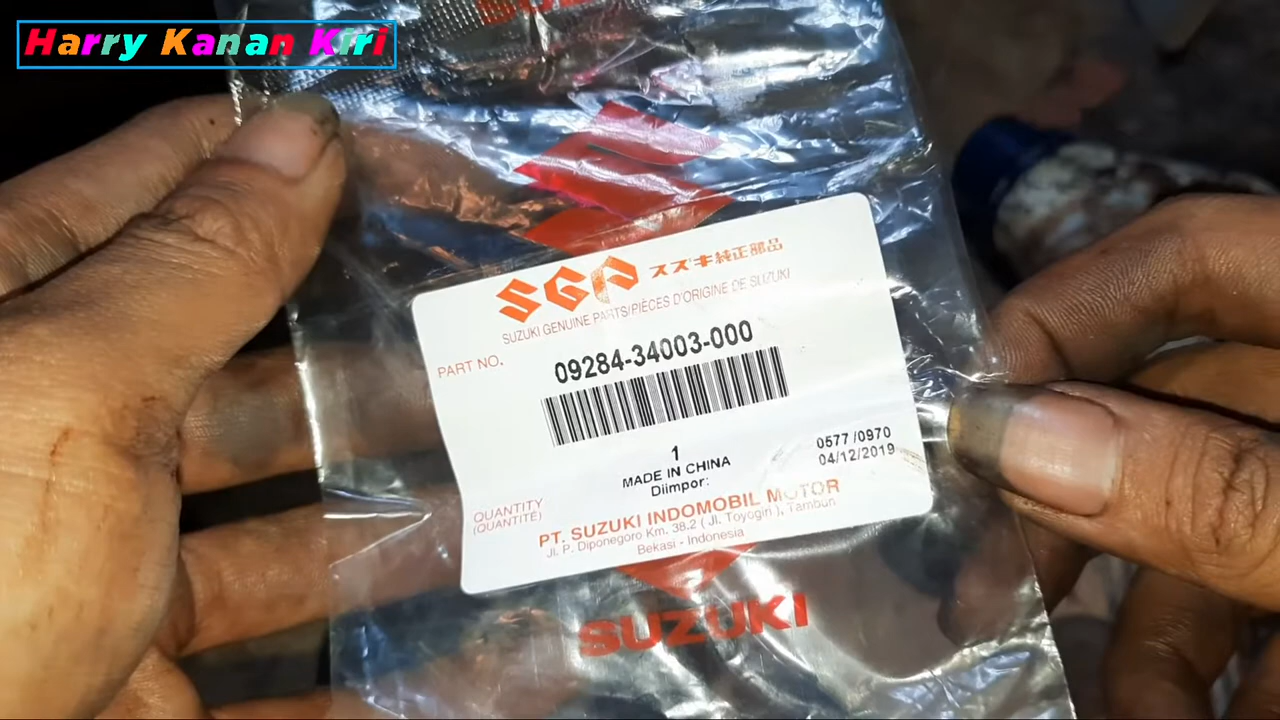 Harry Kanan Kiri
SUZUKI
SGP スズキ純正部品
SUZUKI GENUINE PARTS/PIÈCES D'ORIGINE DE SUZUKI
PART NO. 09284-34003-000
1
MADE IN CHINA
Diimpor:
0577 /0970
04/12/2019
QUANTITY
(QUANTITÉ)
PT. SUZUKI INDOMOBIL MOTOR
Jl. P. Diponegoro Km. 38.2 ( Jl. Toyogiri ), Tambun
Bekasi - Indonesia
SUZUKI